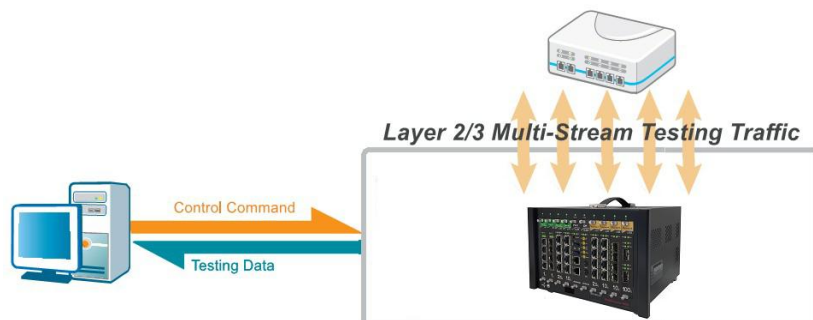 Layer 2/3 Multi-Stream Testing Traffic
Control Command
Testing Data